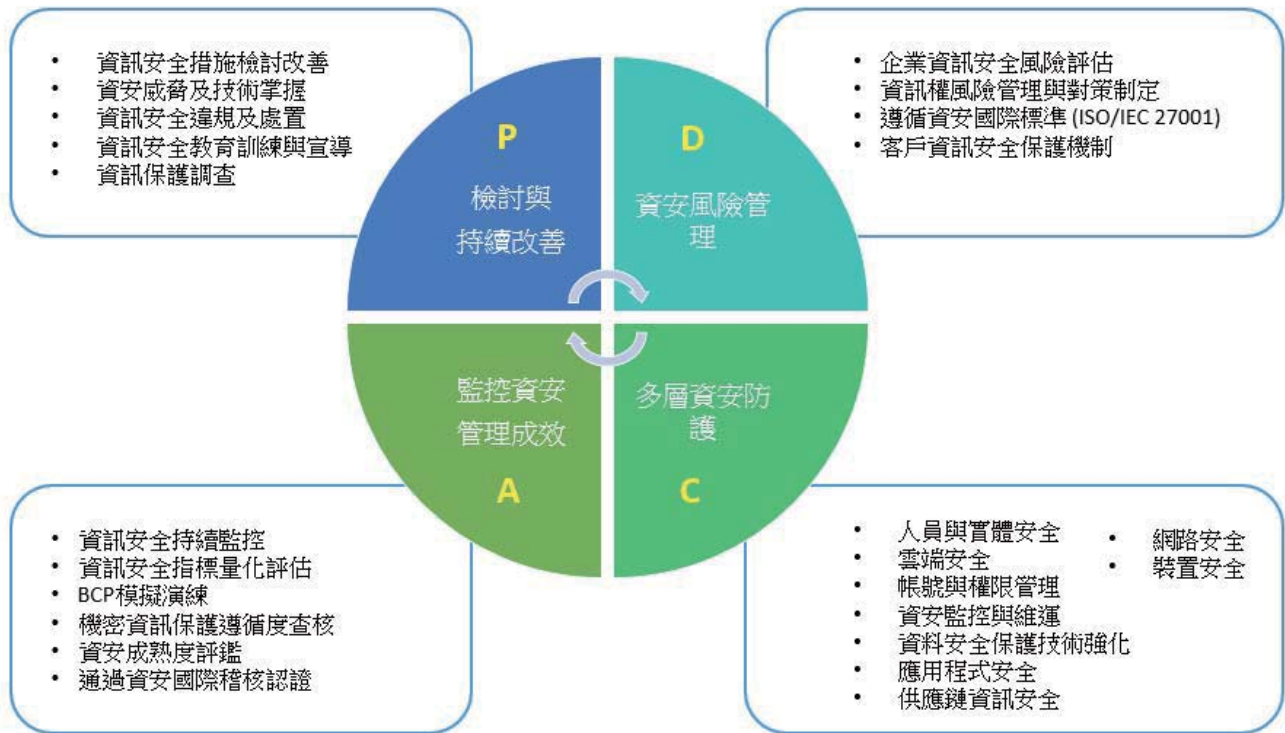 • 資訊安全措施檢討改善
• 資安威脅及技術掌握
• 資訊安全違規及處置
• 資訊安全教育訓練與宣導
• 資訊保護調查
P
檢討與
持續改善
D
資安風險管
理
• 企業資訊安全風險評估
• 資訊權風險管理與對策制定
• 遵循資安國際標準 (ISO/IEC 27001)
• 客戶資訊安全保護機制
監控資安
管理成效
A
多層資安防
護
C
• 資訊安全持續監控
• 資訊安全指標量化評估
• BCP模擬演練
• 機密資訊保護遵循度查核
• 資安成熟度評鑑
• 通過資安國際稽核認證
• 人員與實體安全
• 雲端安全
• 帳號與權限管理
• 資安監控與維運
• 資料安全保護技術強化
• 應用程式安全
• 供應鏈資訊安全
• 網路安全
• 裝置安全